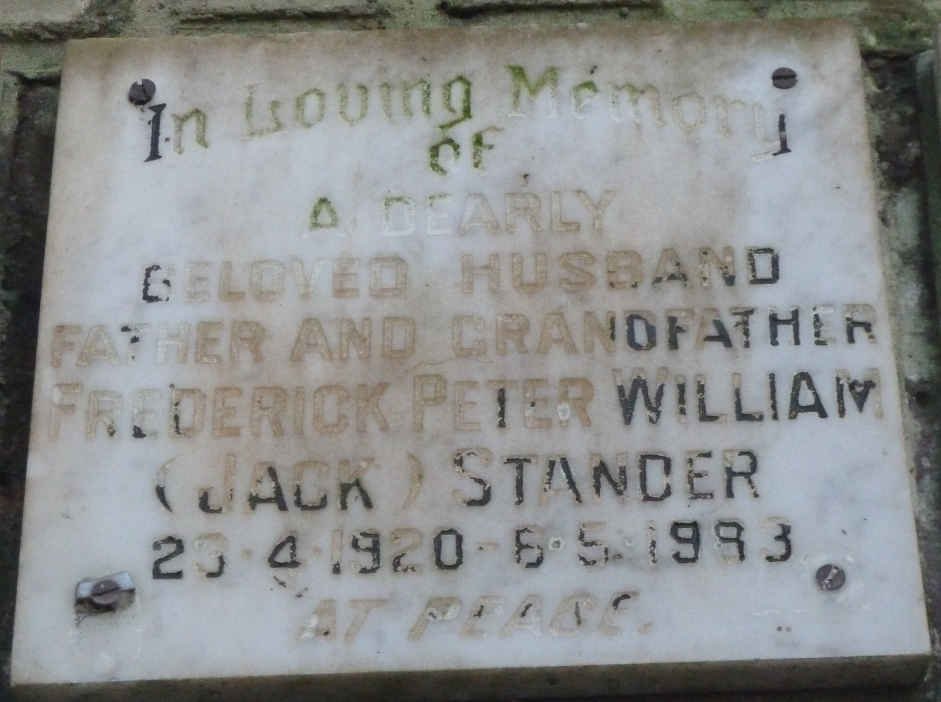 In Loving Memory
of
A DEARLY
BELOVED HUSBAND
FATHER AND GRANDFATHER
FREDERICK PETER WILLIAM
(JACK) STANDER
23·4·1920-6·5·1993
AT PEACE.